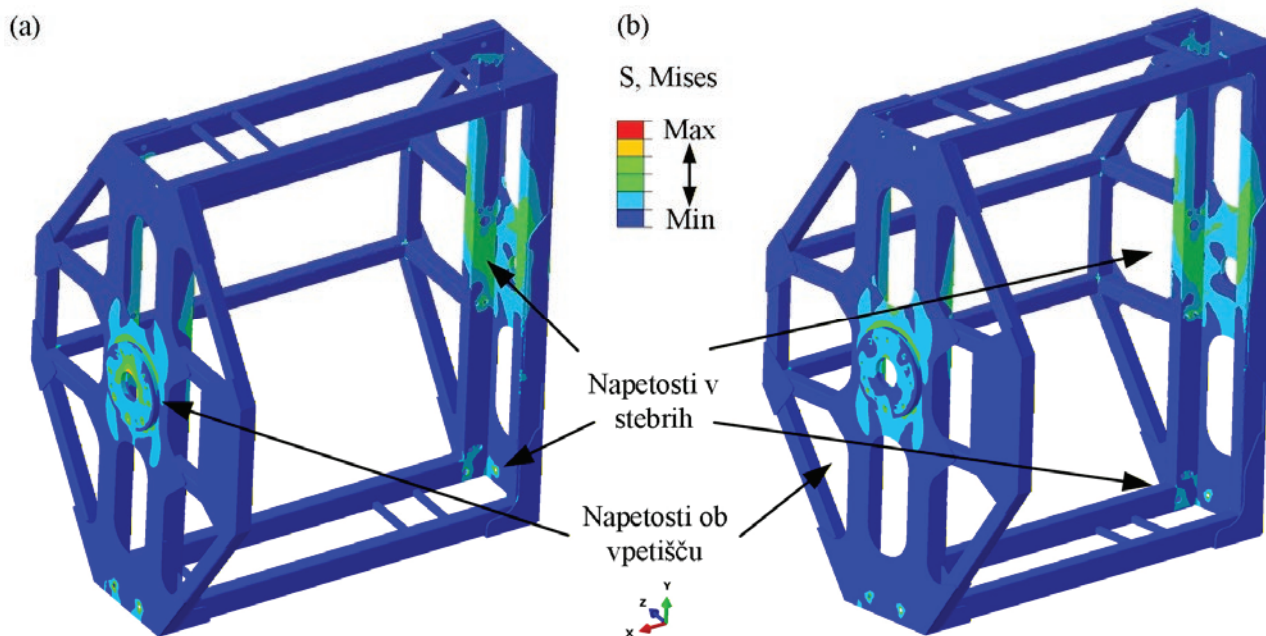 (a)
(b)
S, Mises
Max
Min
Napetosti v
stebrih
Napetosti ob
vpetišču
Y
Z
X